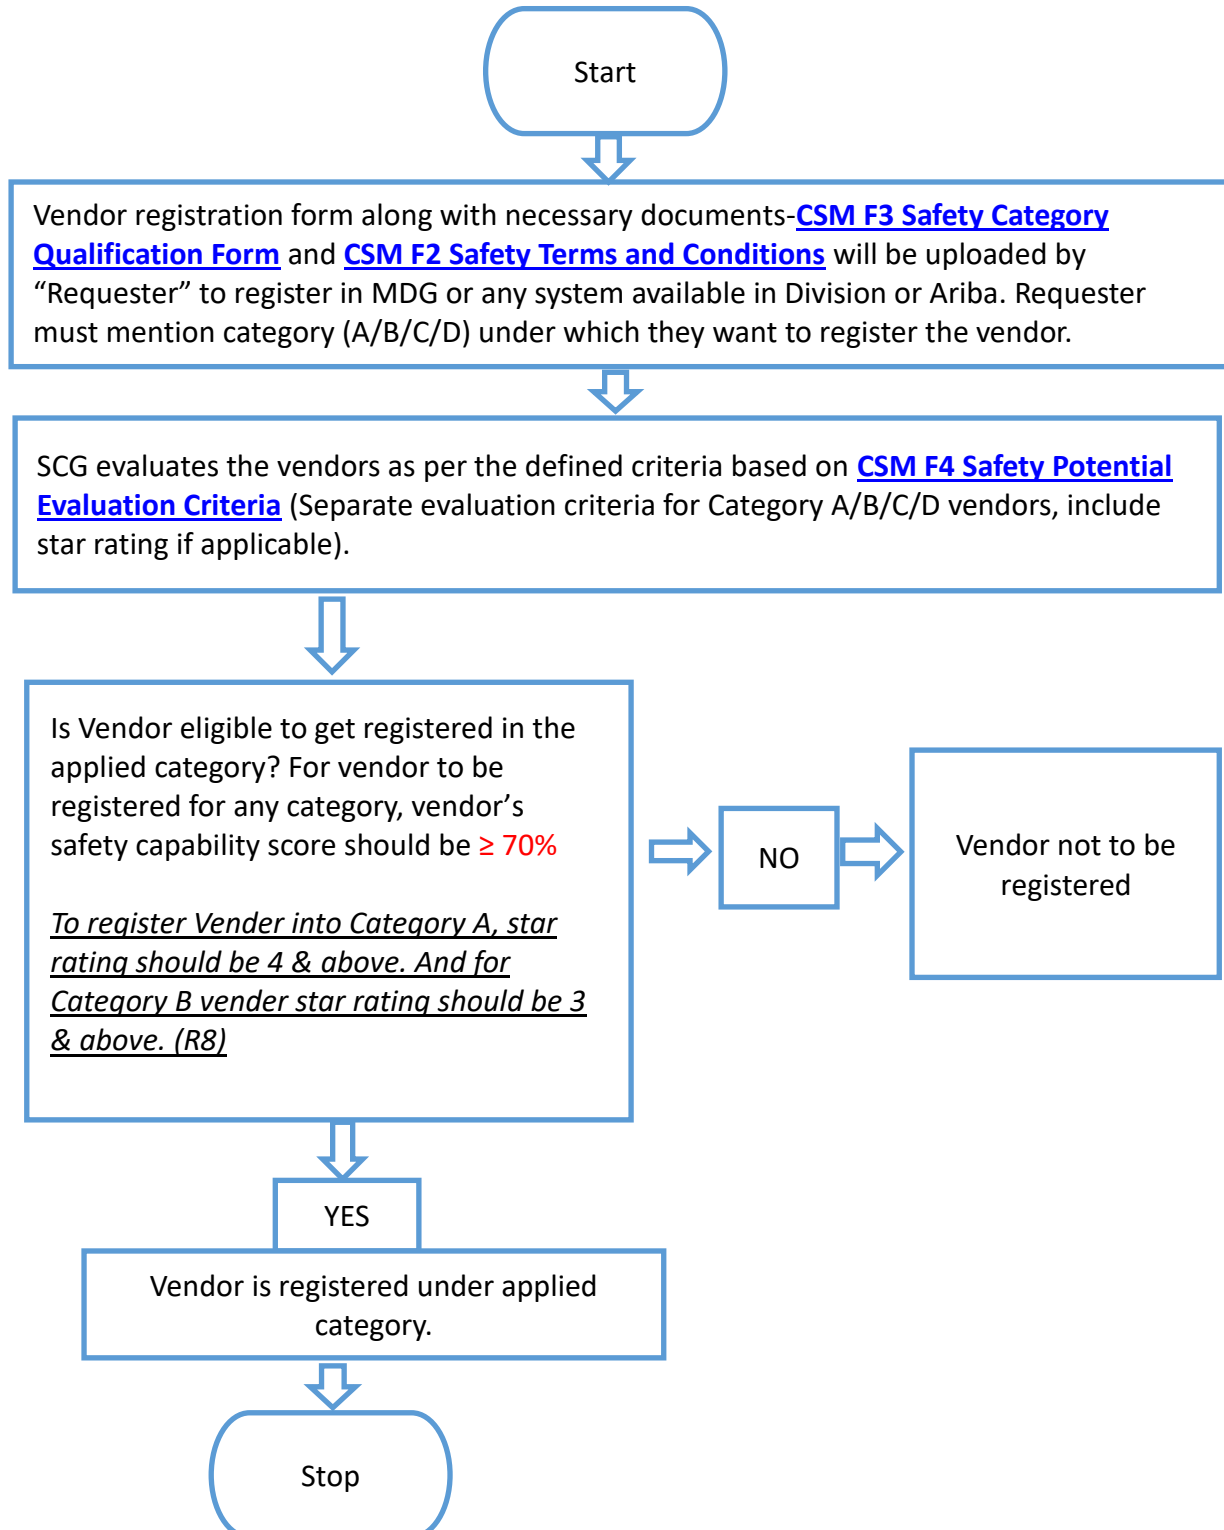 Start
Vendor registration form along with necessary documents-CSM F3 Safety Category
Qualification Form and CSM F2 Safety Terms and Conditions will be uploaded by
“Requester” to register in MDG or any system available in Division or Ariba. Requester
must mention category (A/B/C/D) under which they want to register the vendor.
SCG evaluates the vendors as per the defined criteria based on CSM F4 Safety Potential
Evaluation Criteria (Separate evaluation criteria for Category A/B/C/D vendors, include
star rating if applicable).
Is Vendor eligible to get registered in the
applied category? For vendor to be
registered for any category, vendor’s
safety capability score should be ≥ 70%
To register Vender into Category A, star
rating should be 4 & above. And for
Category B vender star rating should be 3
& above. (R8)
NO
Vendor not to be
registered
YES
Vendor is registered under applied
category.
Stop